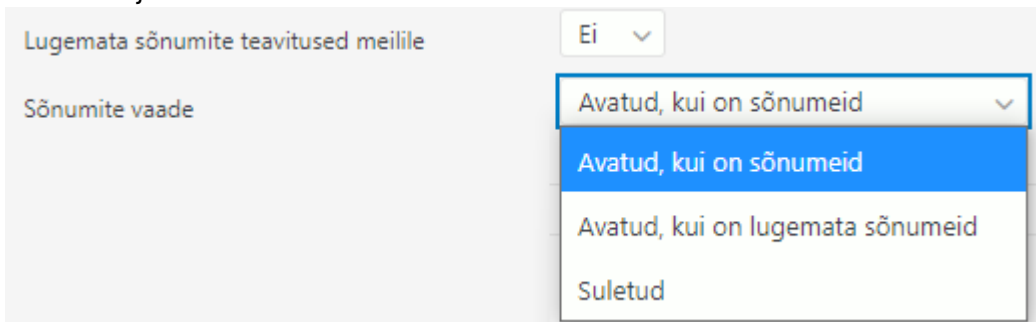 Lugemata sõnumite teavitused meilile
Ei
Sõnumite vaade
Avatud, kui on sõnumeid
Avatud, kui on sõnumeid
Avatud, kui on lugemata sõnumeid
Suletud